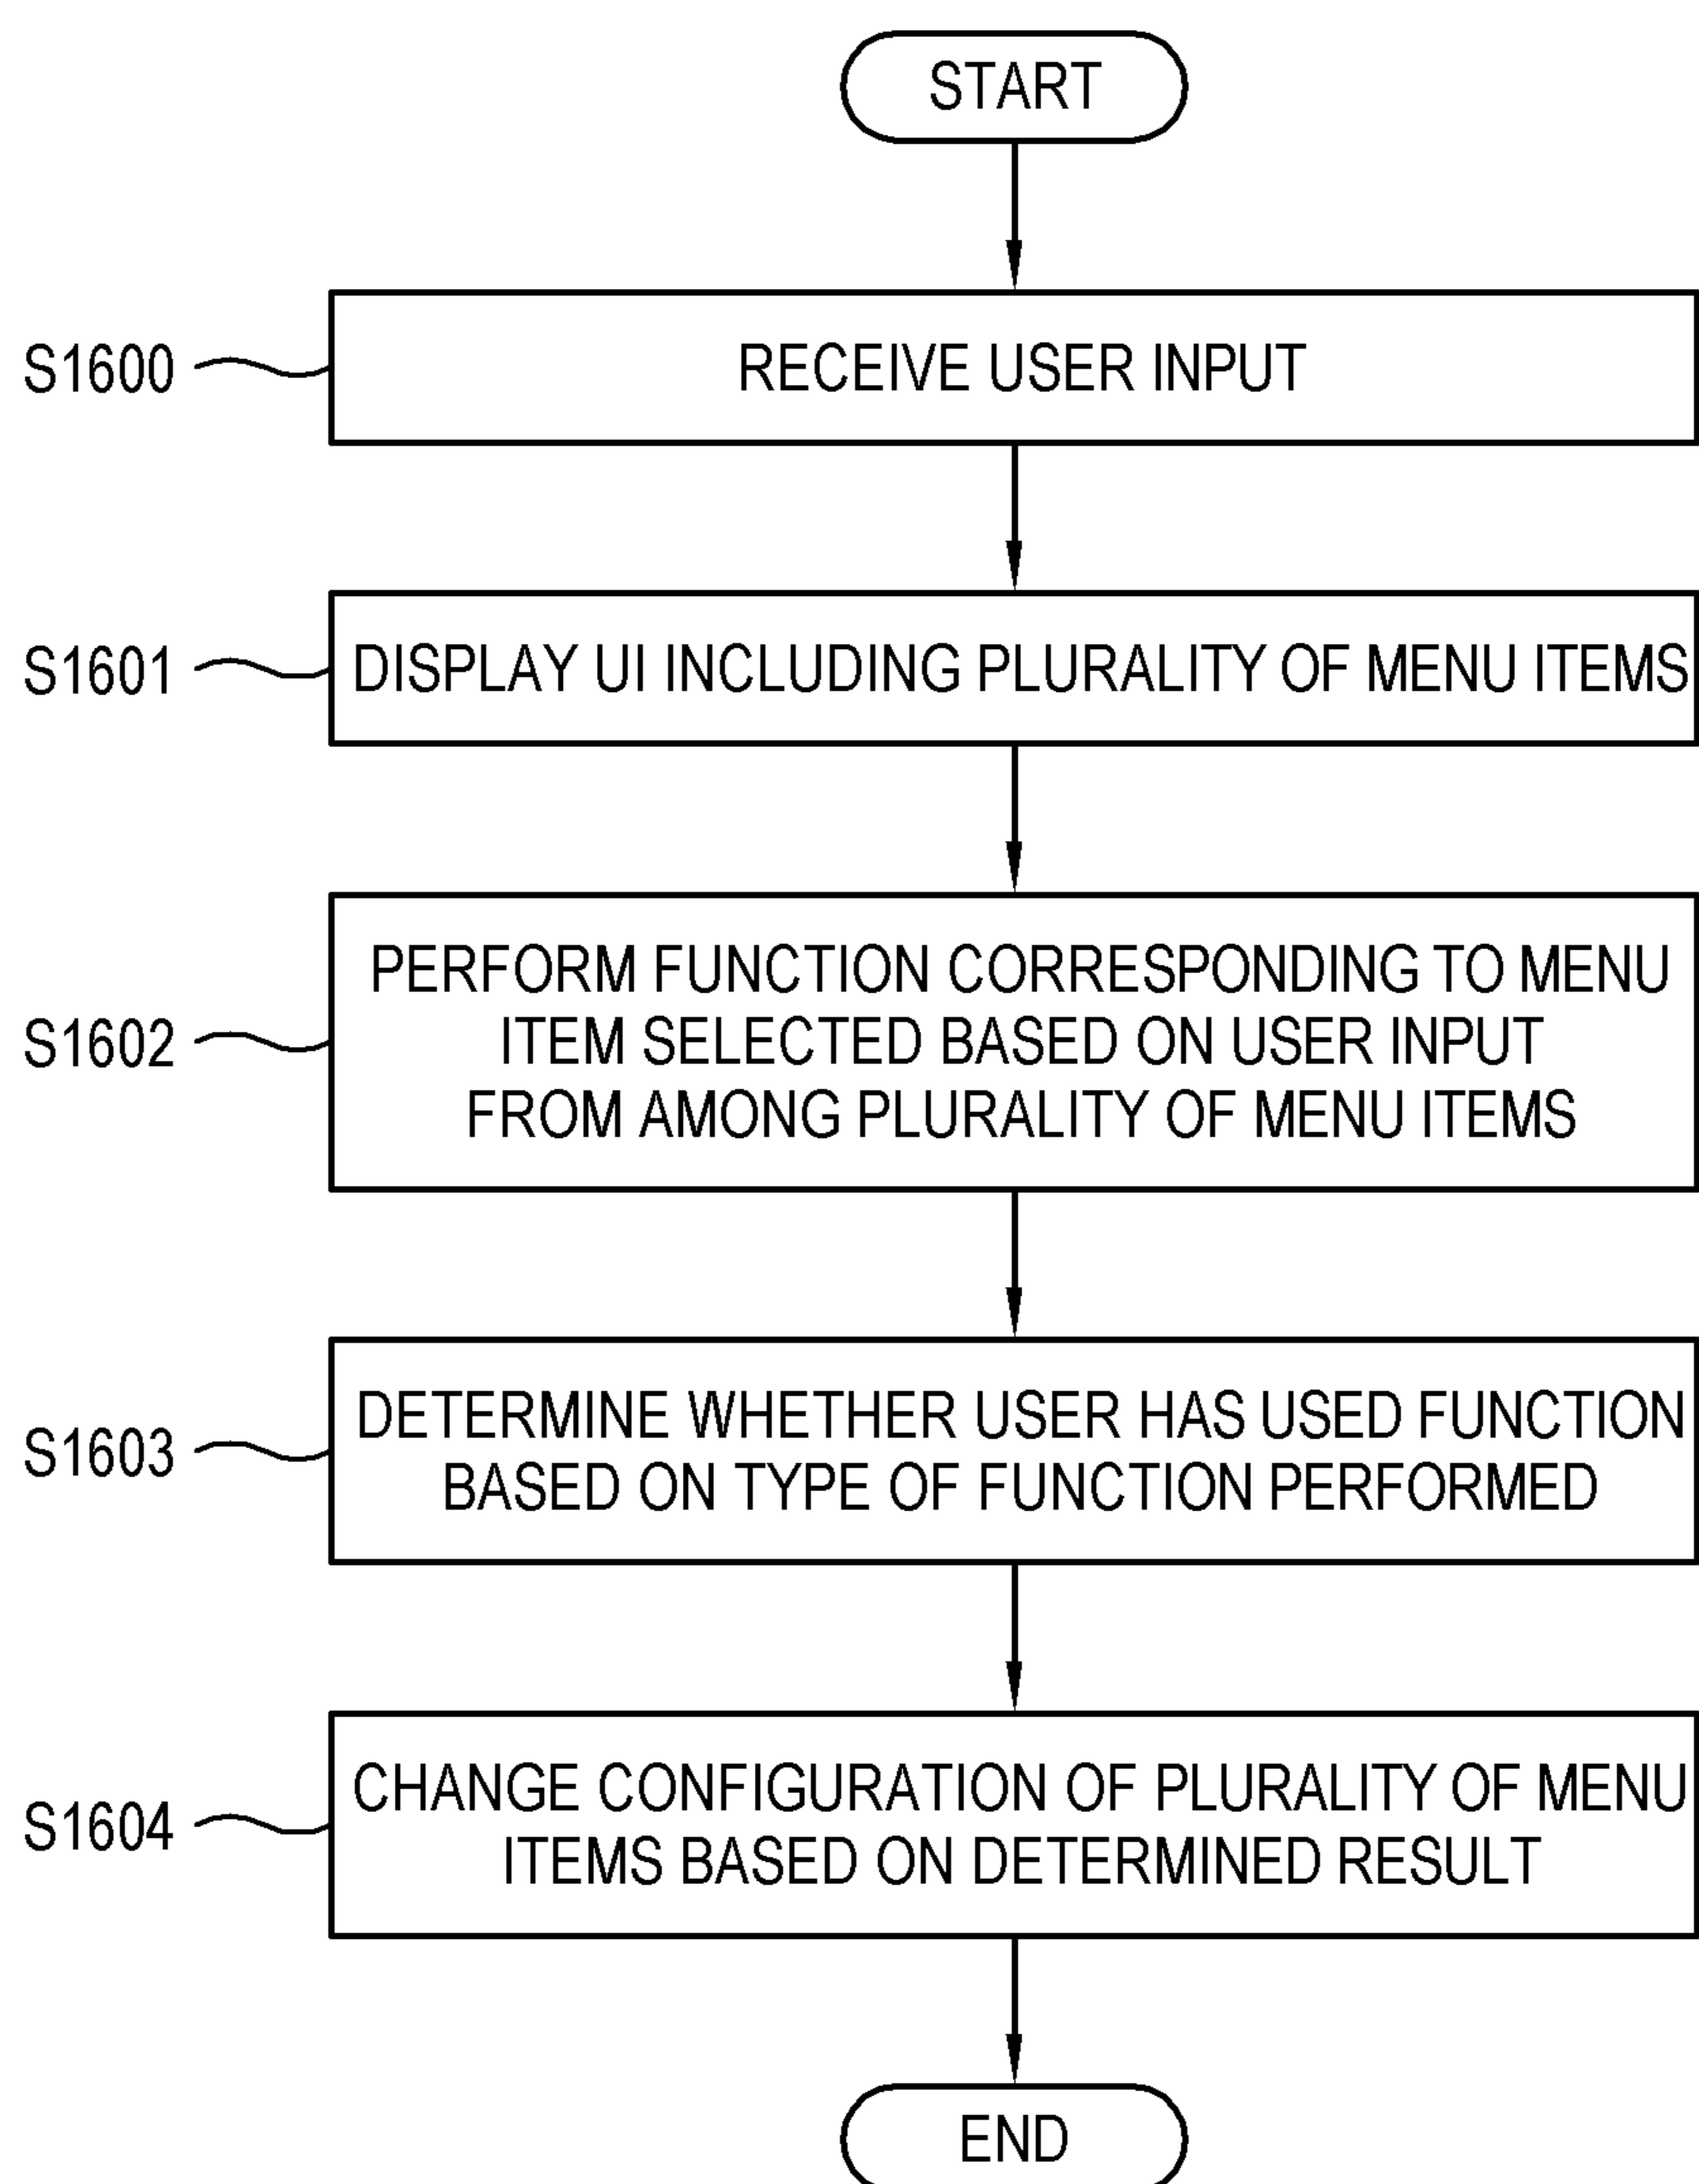 START
S1600
RECEIVE USER INPUT
S1601
DISPLAY UI INCLUDING PLURALITY OF MENU ITEMS
S1602
PERFORM FUNCTION CORRESPONDING TO MENU
ITEM SELECTED BASED ON USER INPUT
FROM AMONG PLURALITY OF MENU ITEMS
S1603
DETERMINE WHETHER USER HAS USED FUNCTION
BASED ON TYPE OF FUNCTION PERFORMED
S1604
CHANGE CONFIGURATION OF PLURALITY OF MENU
ITEMS BASED ON DETERMINED RESULT
END